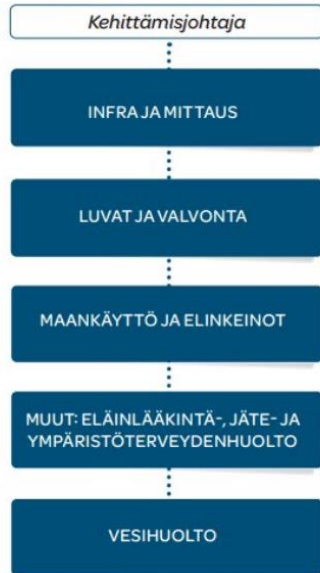 Kehittämisjohtaja
INFRA JA MITTAUS
LUVAT JA VALVONTA
MAANKÄYTTÖ JA ELINKEINOT
MUUT: ELÄINLÄÄKINTÄ-, JÄTE- JA
YMPÄRISTÖTERVEYDENHUOLTO
VESIHUOLTO